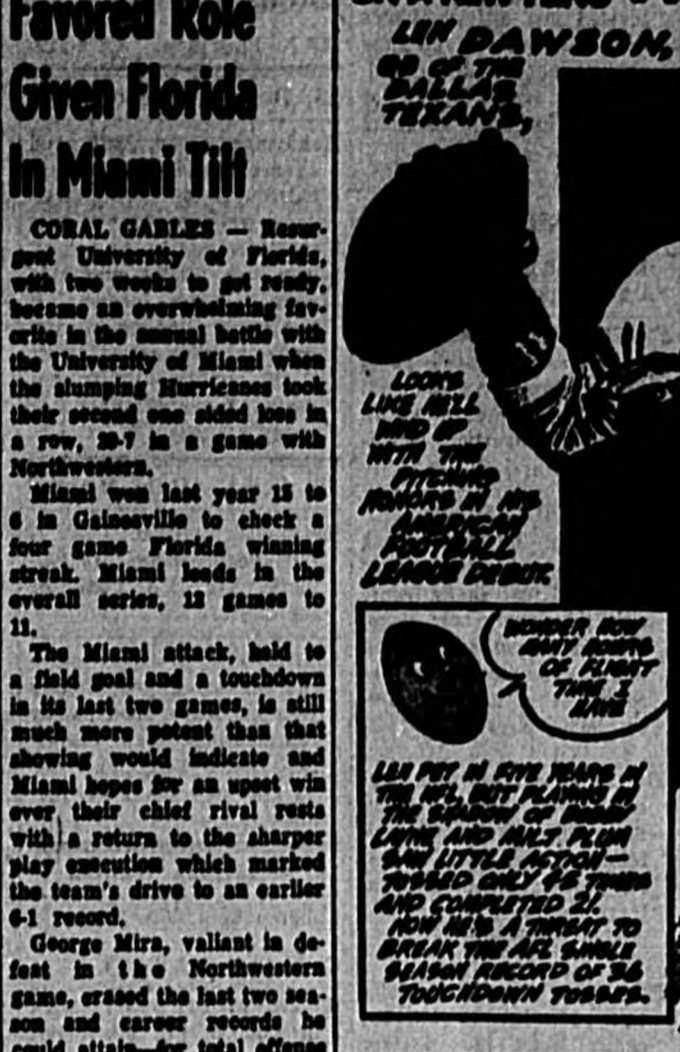 Favored Role
Given Florida
In Miami Tilt
CORAL GABLES — Resur-
gent University of Florida,
with two weeks to get ready,
became an overwhelming fav-
orite in the annual battle with
the University of Miami when
the slumping Hurricanes took
their second one sided loss in
a row, 29-7 in a game with
Northwestern.
Miami won last year 15 to
6 in Gainesville to check a
four game Florida winning
streak. Miami leads in the
overall series, 12 games to
11.
The Miami attack, held to
a field goal and a touchdown
in its last two games, is still
much more potent than that
showing would indicate and
Miami hopes for an upset win
over their chief rival rests
with a return to the sharper
play execution which marked
the team's drive to an earlier
6-1 record.
George Mira, valiant in de-
feat in the Northwestern
game, erased the last two sea-
son and career records he
could attain—for total offense
LEN DAWSON,
QB OF THE
DALLAS
TEXANS,
LOOKS
LIKE HE'LL
WIND UP
WITH THE
PITCHING
HONORS IN HIS
AMERICAN
FOOTBALL
LEAGUE DEBUT.
WONDER HOW
MANY HOURS
OF FLIGHT
TIME I
HAVE
LEN PUT IN FIVE YEARS IN
THE NFL BUT PLAYING IN
THE SHADOW OF BOBBY
LAYNE AND MILT PLUM
SAW LITTLE ACTION—
TOSSED ONLY 45 TIMES
AND COMPLETED 21.
NOW HE'S A THREAT TO
BREAK THE AFL SINGLE
SEASON RECORD OF 36
TOUCHDOWN TOSSES.